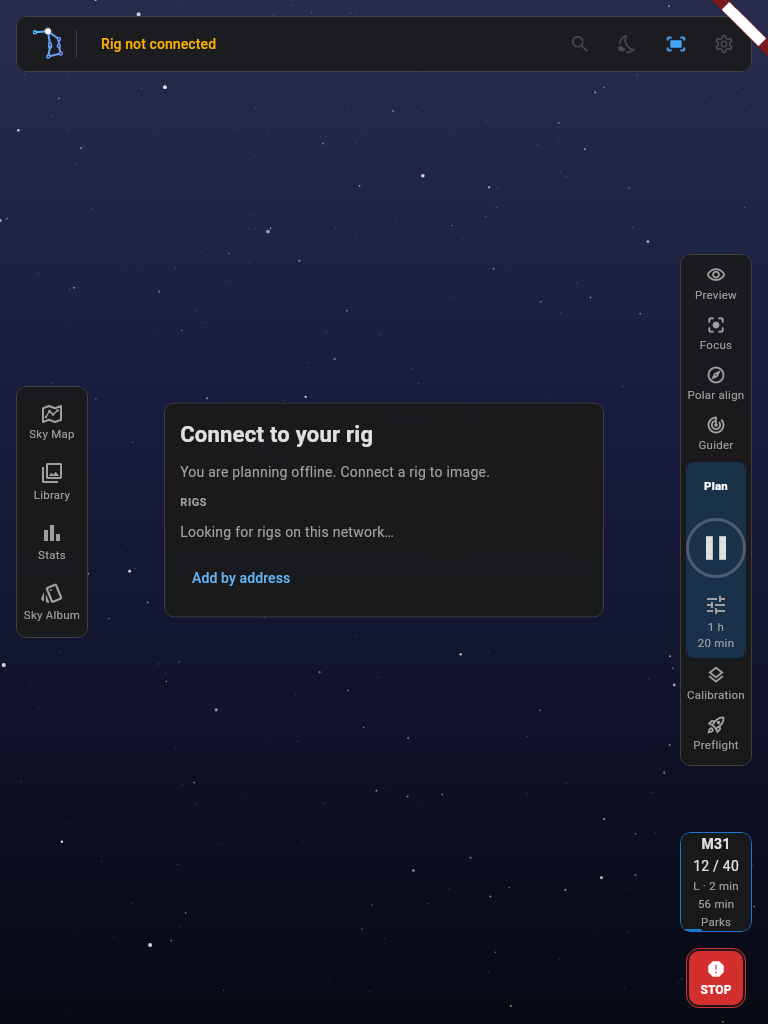 Rig not connected
Preview
Focus
Polar align
Guider
Plan
1 h
20 min
Calibration
Preflight
Sky Map
Library
Stats
Sky Album
Connect to your rig
You are planning offline. Connect a rig to image.
RIGS
Looking for rigs on this network…
Add by address
M31
12 / 40
L · 2 min
56 min
Parks
STOP